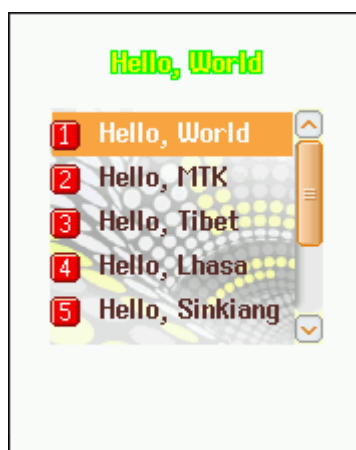 Hello, World
1 Hello, World
2 Hello, MTK
3 Hello, Tibet
4 Hello, Lhasa
5 Hello, Sinkiang